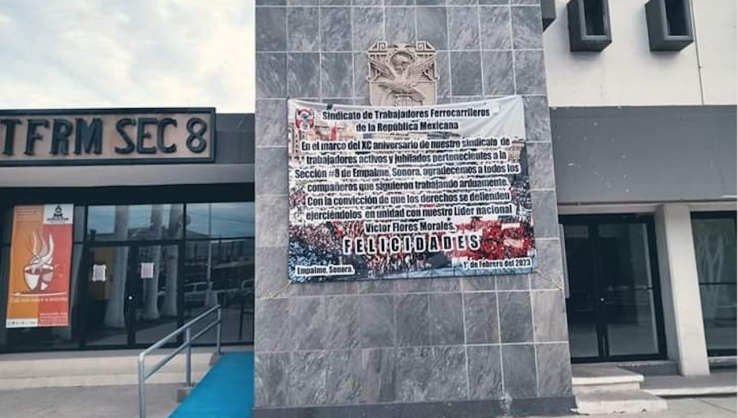 TFRM SEC 8
Sindicato de Trabajadores Ferrocarrileros
de la República Mexicana
En el marco del XC aniversario de nuestro sindicato de
trabajadores activos y jubilados pertenecientes a la
Sección #8 de Empalme, Sonora, agradecemos a todos los
compañeros que siguieron trabajando arduamente.
Con la convicción de que los derechos se defienden
ejerciéndolos en unidad con nuestro Líder nacional
Víctor Flores Morales.
FELICIDADES
Empalme, Sonora. 1° de Febrero del 2023